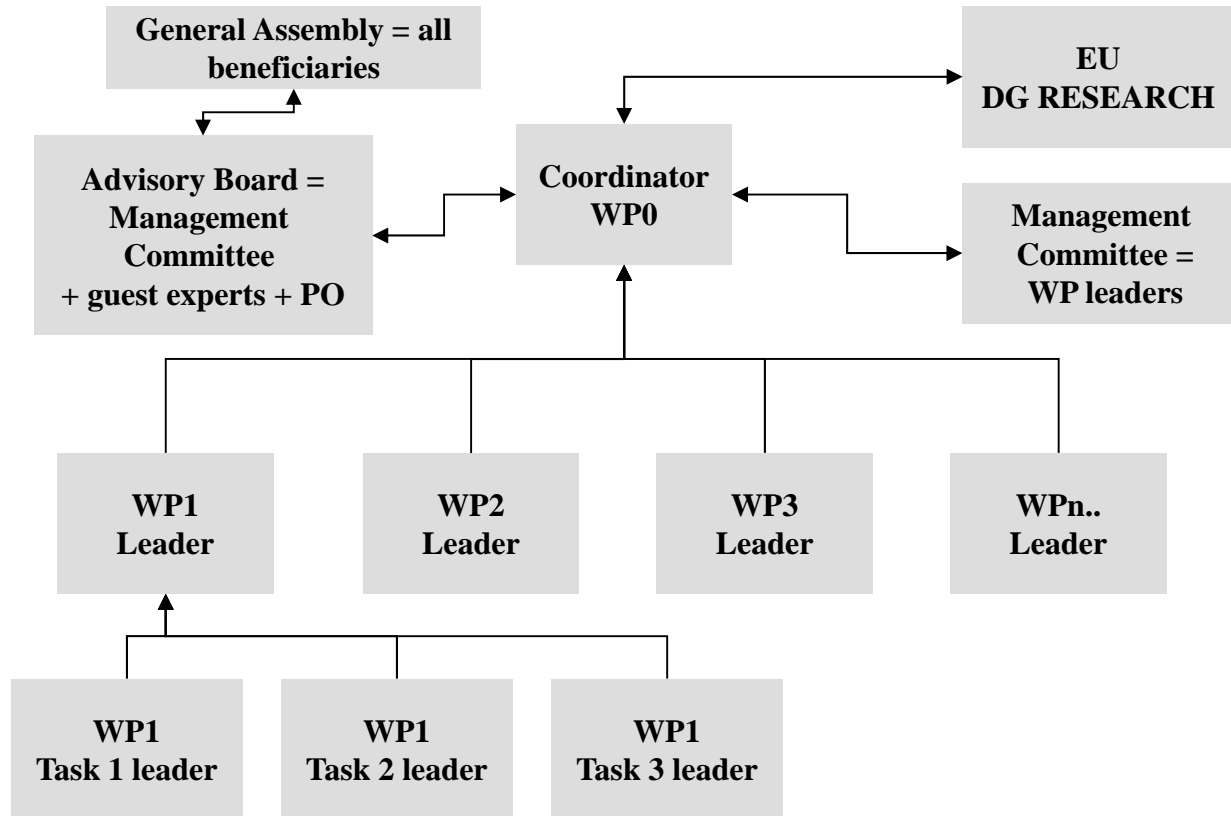 General Assembly = all
beneficiaries
EU
DG RESEARCH
Advisory Board =
Management
Committee
+ guest experts + PO
Coordinator
WP0
Management
Committee =
WP leaders
WP1
Leader
WP2
Leader
WP3
Leader
WPn..
Leader
WP1
Task 1 leader
WP1
Task 2 leader
WP1
Task 3 leader